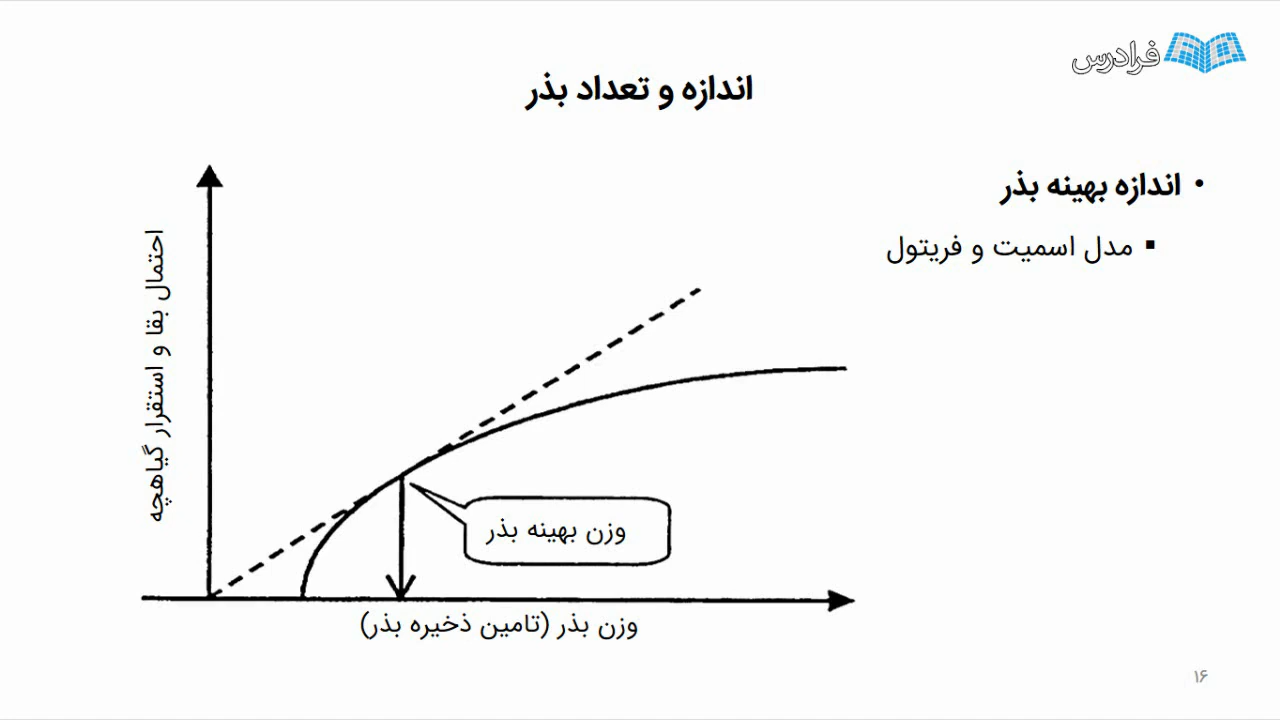 فرادرس
اندازه و تعداد بذر
• اندازه بهینه بذر
▪ مدل اسمیت و فریتول
احتمال بقا و استقرار گیاهچه
وزن بهینه بذر
وزن بذر (تامین ذخیره بذر)
۱۶